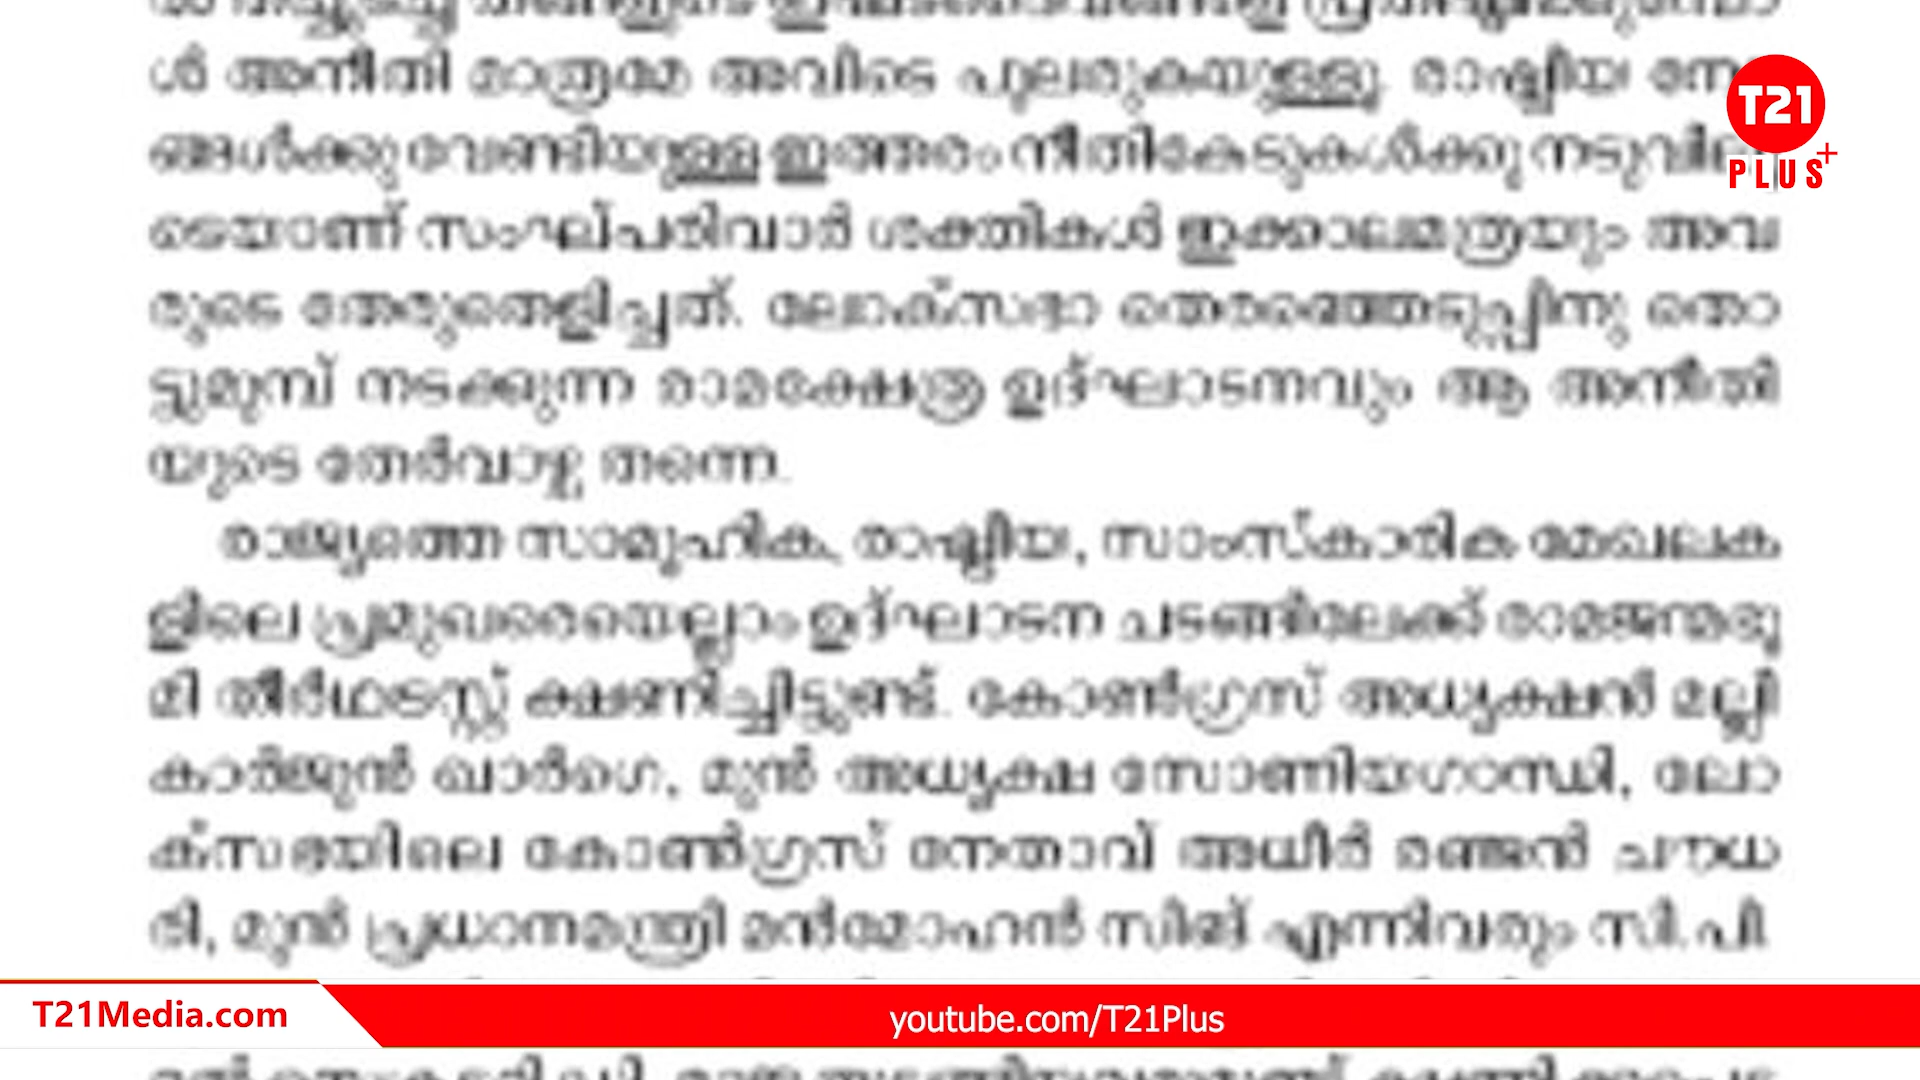 ൾ അനീതി മാത്രമേ അവിടെ പുലരുകയുള്ളൂ. രാഷ്ട്രീയ നേട്ട
ങ്ങൾക്കു വേണ്ടിയുള്ള ഇത്തരം നീതികേടുകൾക്കു നടുവിലൂ
ടെയാണ് സംഘ്പരിവാർ ശക്തികൾ ഇക്കാലമത്രയും അവ
രുടെ തേരുതെളിച്ചത്. ലോക്സഭാ തെരഞ്ഞെടുപ്പിനു തൊ
ട്ടുമുമ്പ് നടക്കുന്ന രാമക്ഷേത്ര ഉദ്ഘാടനവും ആ അനീതി
യുടെ തേർവാഴ്ച തന്നെ.
രാജ്യത്തെ സാമൂഹിക, രാഷ്ട്രീയ, സാംസ്കാരിക മേഖലക
ളിലെ പ്രമുഖരെയെല്ലാം ഉദ്ഘാടന ചടങ്ങിലേക്ക് രാമജന്മഭൂ
മി തീർഥട്രസ്റ്റ് ക്ഷണിച്ചിട്ടുണ്ട്. കോൺഗ്രസ് അധ്യക്ഷൻ മല്ലി
കാർജുൻ ഖാർഗെ, മുൻ അധ്യക്ഷ സോണിയഗാന്ധി, ലോ
ക്സഭയിലെ കോൺഗ്രസ് നേതാവ് അധീർ രഞ്ജൻ ചൗധ
രി, മുൻ പ്രധാനമന്ത്രി മൻമോഹൻ സിങ് എന്നിവരും സി.പി.
T21
PLUS+
T21Media.com
youtube.com/T21Plus